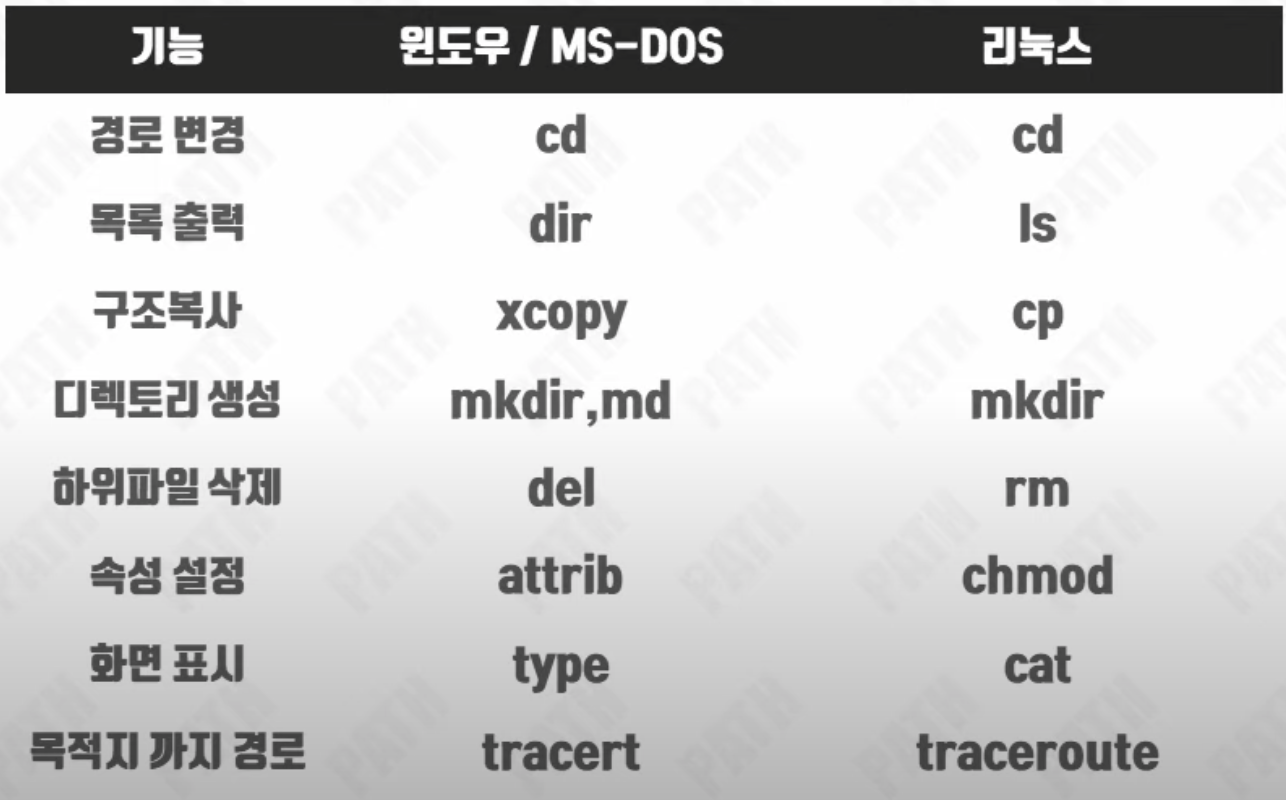 기능 윈도우 / MS-DOS 리눅스
경로 변경 cd cd
목록 출력 dir ls
구조복사 xcopy cp
디렉토리 생성 mkdir,md mkdir
하위파일 삭제 del rm
속성 설정 attrib chmod
화면 표시 type cat
목적지 까지 경로 tracert traceroute